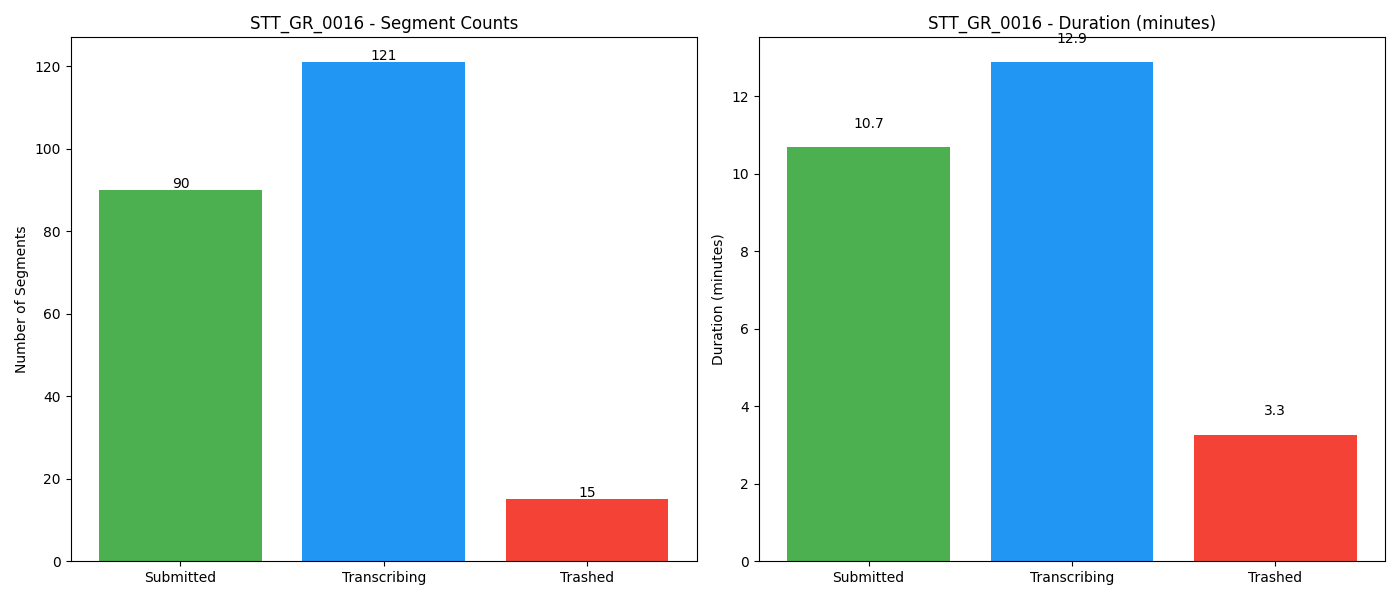 STT_GR_0016 - Segment Counts
Number of Segments
120
100
80
60
40
20
0
90
121
15
Submitted
Transcribing
Trashed
STT_GR_0016 - Duration (minutes)
Duration (minutes)
12
10
8
6
4
2
0
10.7
12.9
3.3
Submitted
Transcribing
Trashed